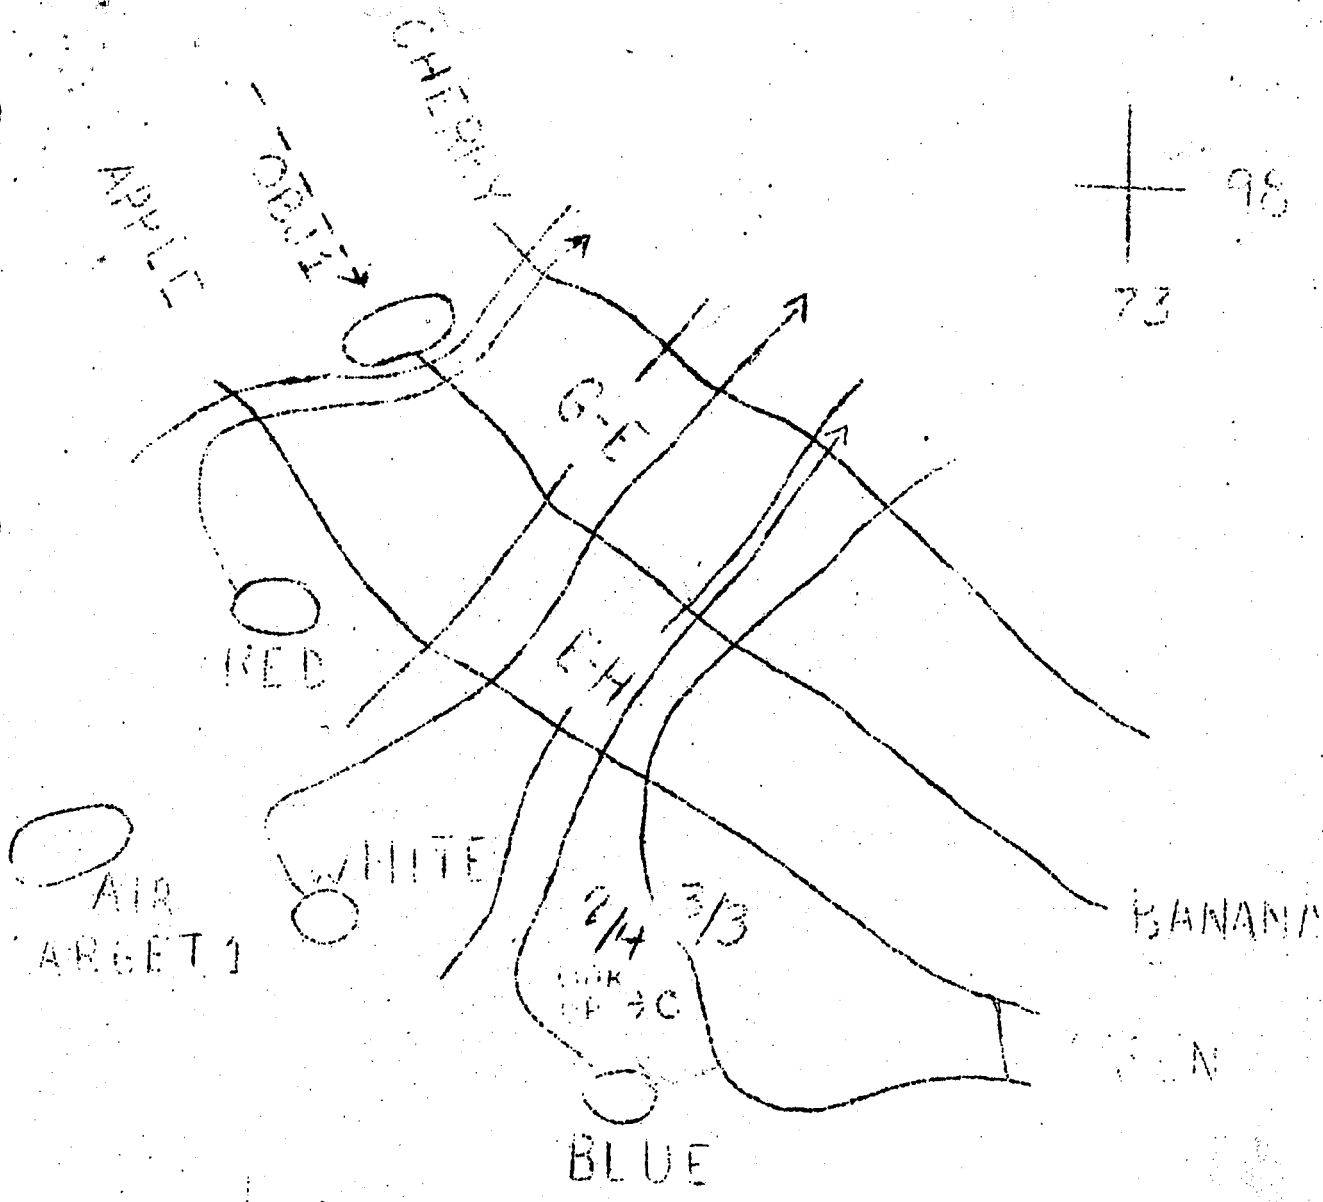 CHERRY
OBJ 1
APPLE
98
73
G-E
E-H
RED
WHITE
AIR
TARGET 1
2/4
3/3
→C
BANANA
BLUE